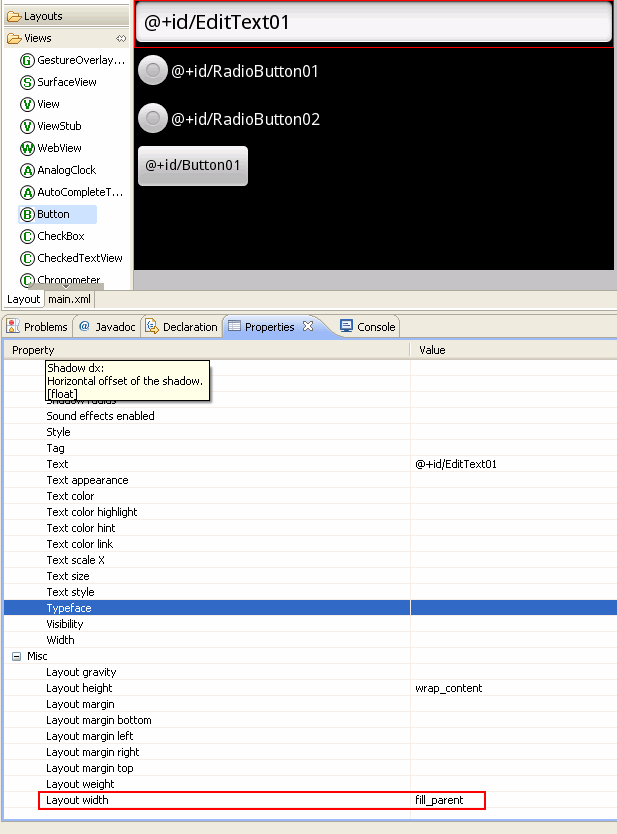 Layouts
Views
GestureOverlay...
SurfaceView
View
ViewStub
WebView
AnalogClock
AutoCompleteT...
Button
CheckBox
CheckedTextView
Chronometer
@+id/EditText01
@+id/RadioButton01
@+id/RadioButton02
@+id/Button01
Layout main.xml
Problems @ Javadoc Declaration Properties Console
Property Value
Shadow dx:
Horizontal offset of the shadow.
[float]
Shadow radius
Sound effects enabled
Style
Tag
Text @+id/EditText01
Text appearance
Text color
Text color highlight
Text color hint
Text color link
Text scale X
Text size
Text style
Typeface
Visibility
Width
Misc
Layout gravity
Layout height wrap_content
Layout margin
Layout margin bottom
Layout margin left
Layout margin right
Layout margin top
Layout weight
Layout width fill_parent